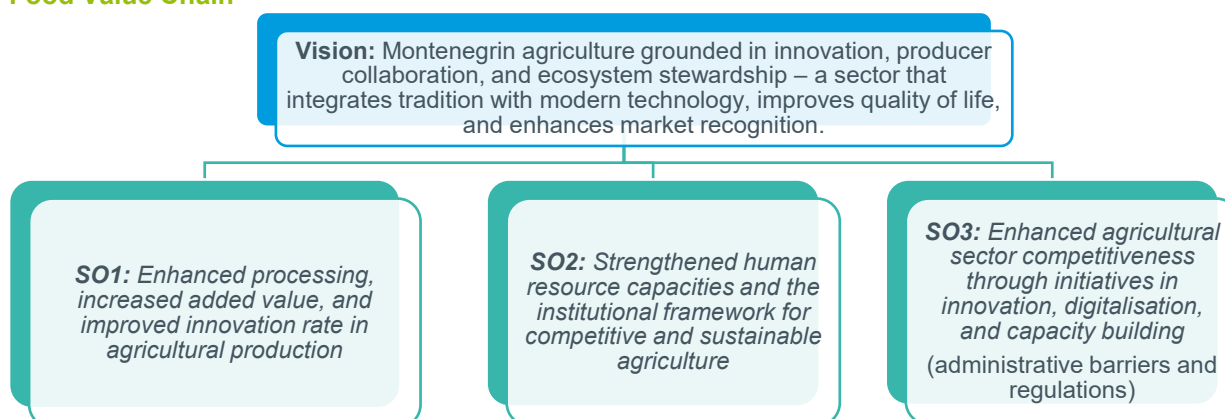 Food Value Chain
Vision: Montenegrin agriculture grounded in innovation, producer
collaboration, and ecosystem stewardship – a sector that
integrates tradition with modern technology, improves quality of life,
and enhances market recognition.
SO1: Enhanced processing,
increased added value, and
improved innovation rate in
agricultural production
SO2: Strengthened human
resource capacities and the
institutional framework for
competitive and sustainable
agriculture
SO3: Enhanced agricultural
sector competitiveness
through initiatives in
innovation, digitalisation,
and capacity building
(administrative barriers and
regulations)